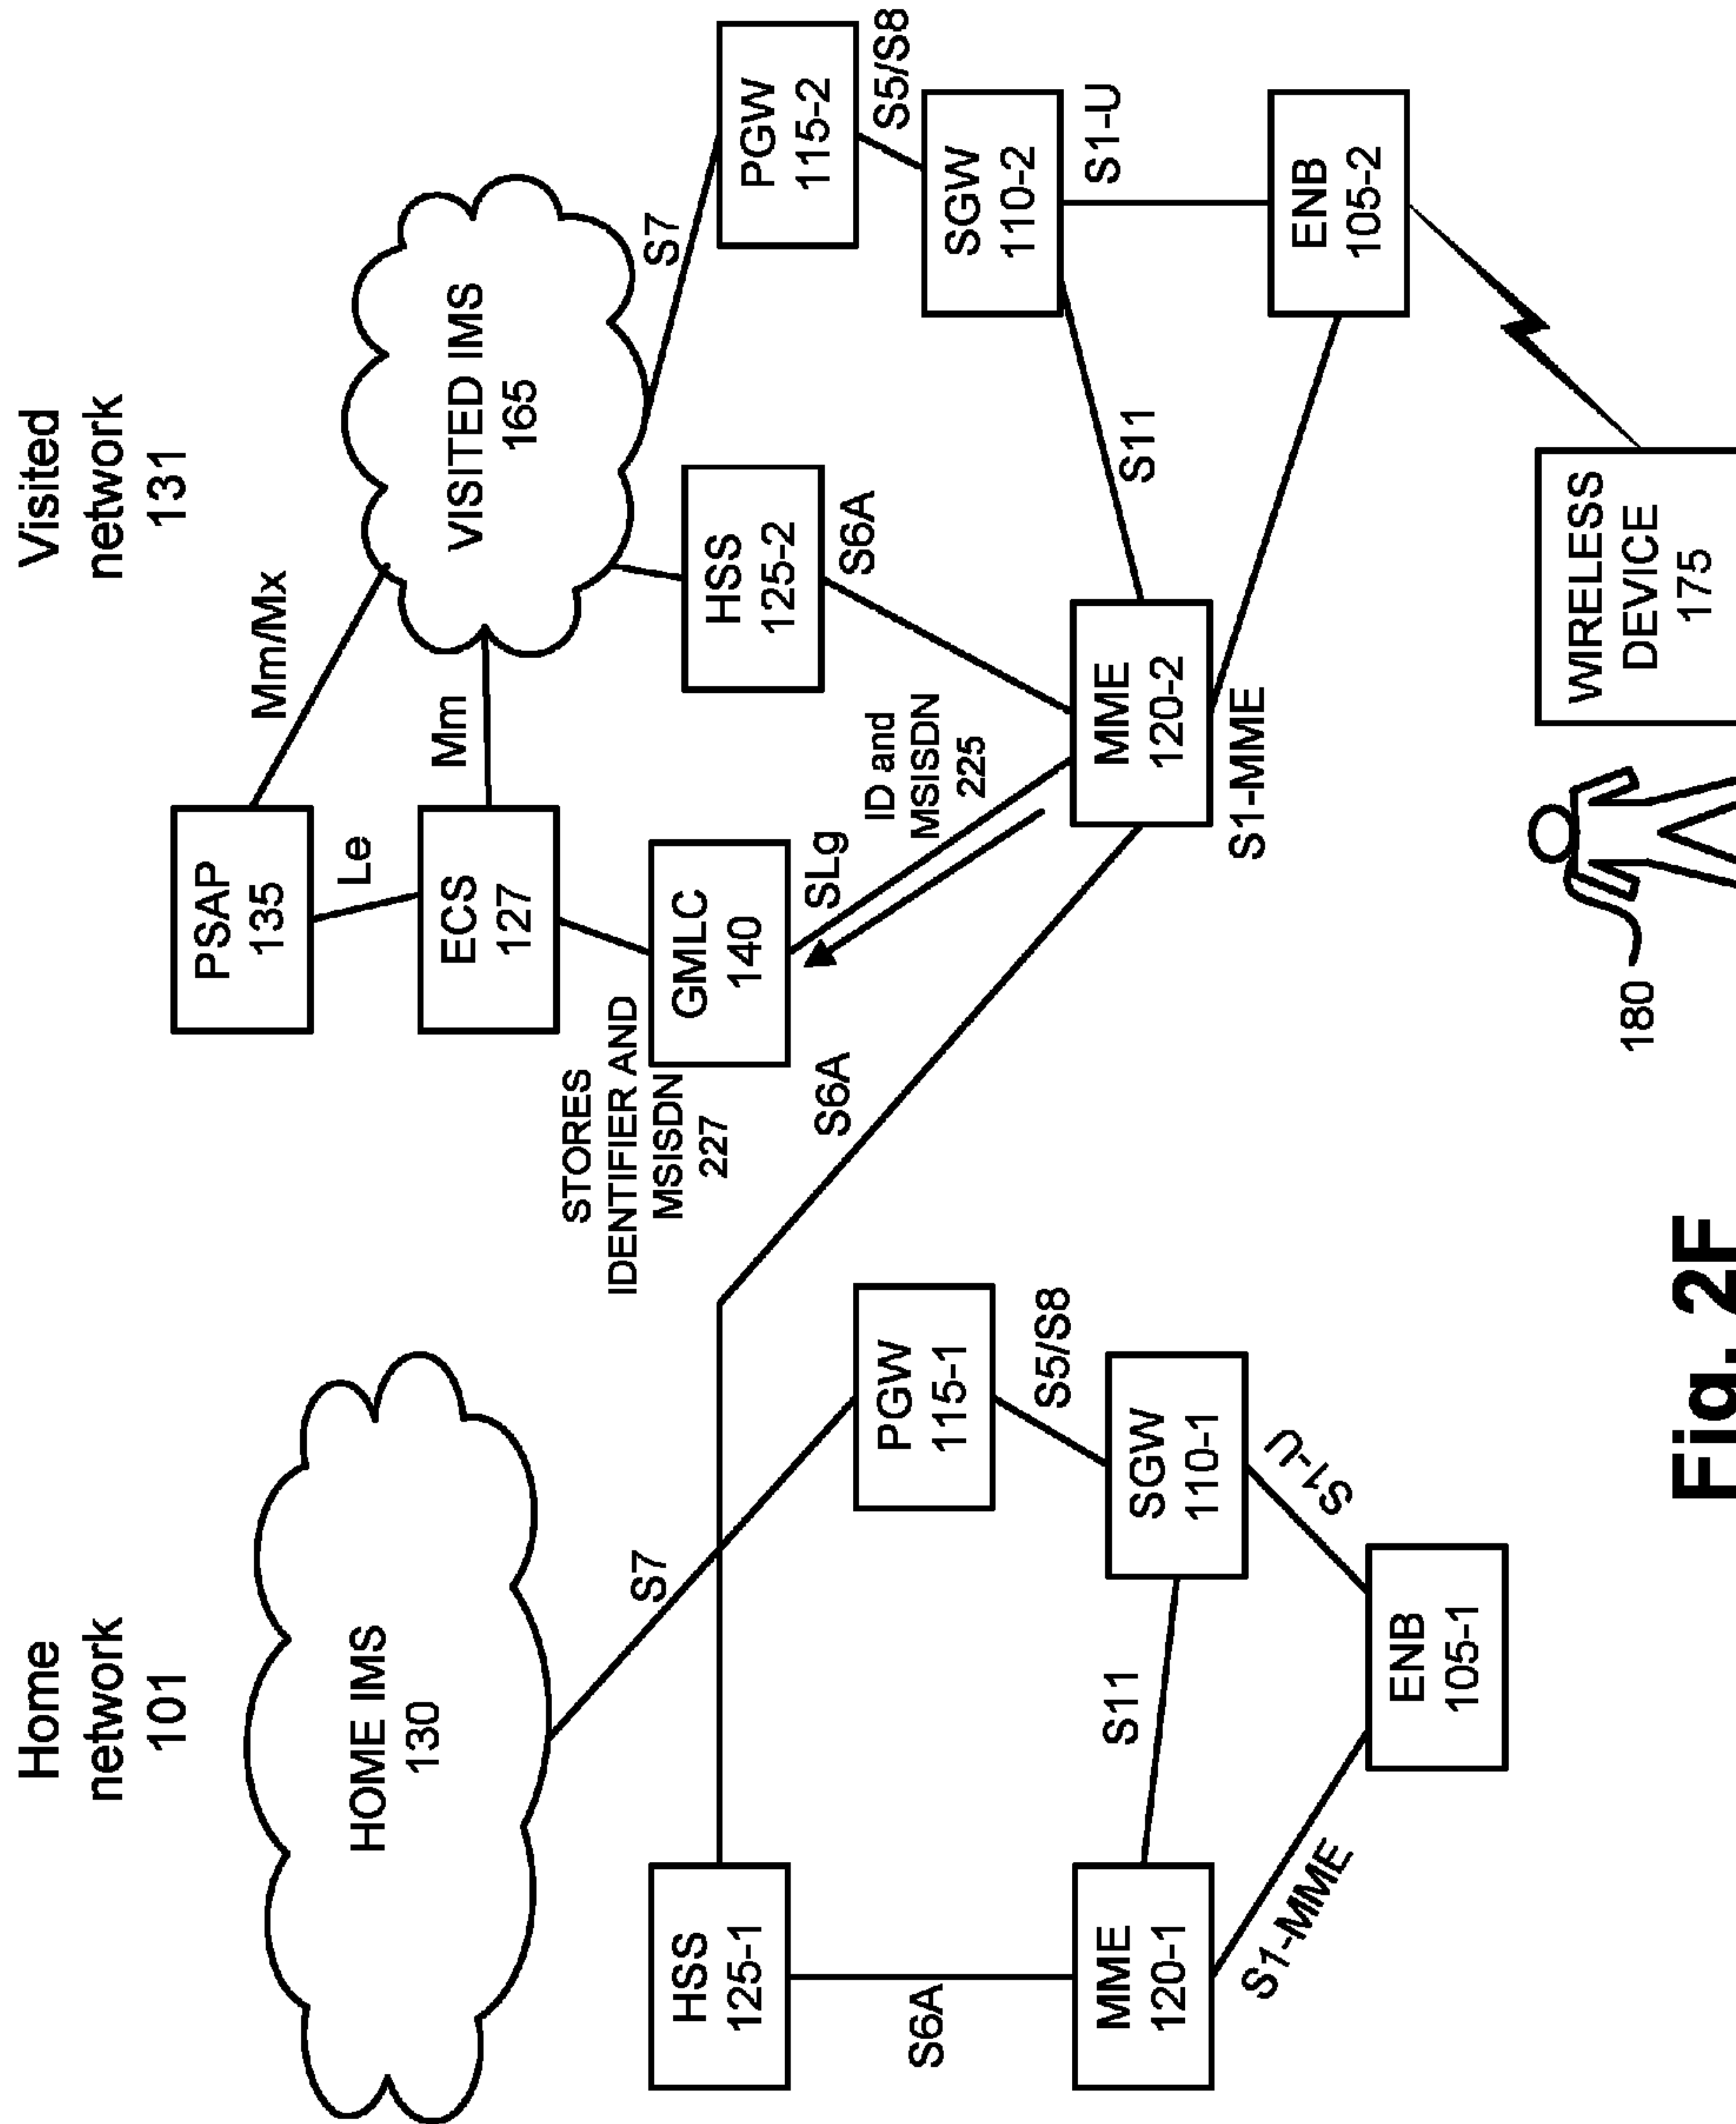 Home
network
101
Visited
network
131
HOME IMS
130
S7
HSS
125-1
S6A
MME
120-1
S11
S1-MME
PGW
115-1
S5/S8
SGW
110-1
S1-U
ENB
105-1
S6A
PSAP
135
Le
Mm/Mx
ECS
127
Mm
VISITED IMS
165
STORES
IDENTIFIER AND
MSISDN
227
GMLC
140
SLg
ID and
MSISDN
225
HSS
125-2
S6A
S7
PGW
115-2
S5/S8
SGW
110-2
S1-U
S11
MME
120-2
S1-MME
ENB
105-2
180
WIRELESS
DEVICE
175
Fig. 2F